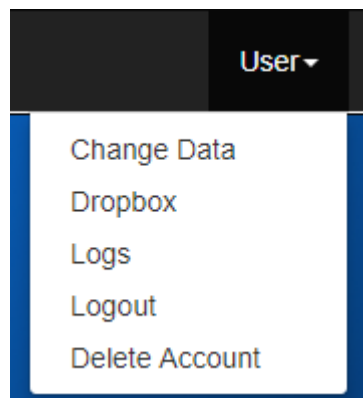 User
Change Data
Dropbox
Logs
Logout
Delete Account